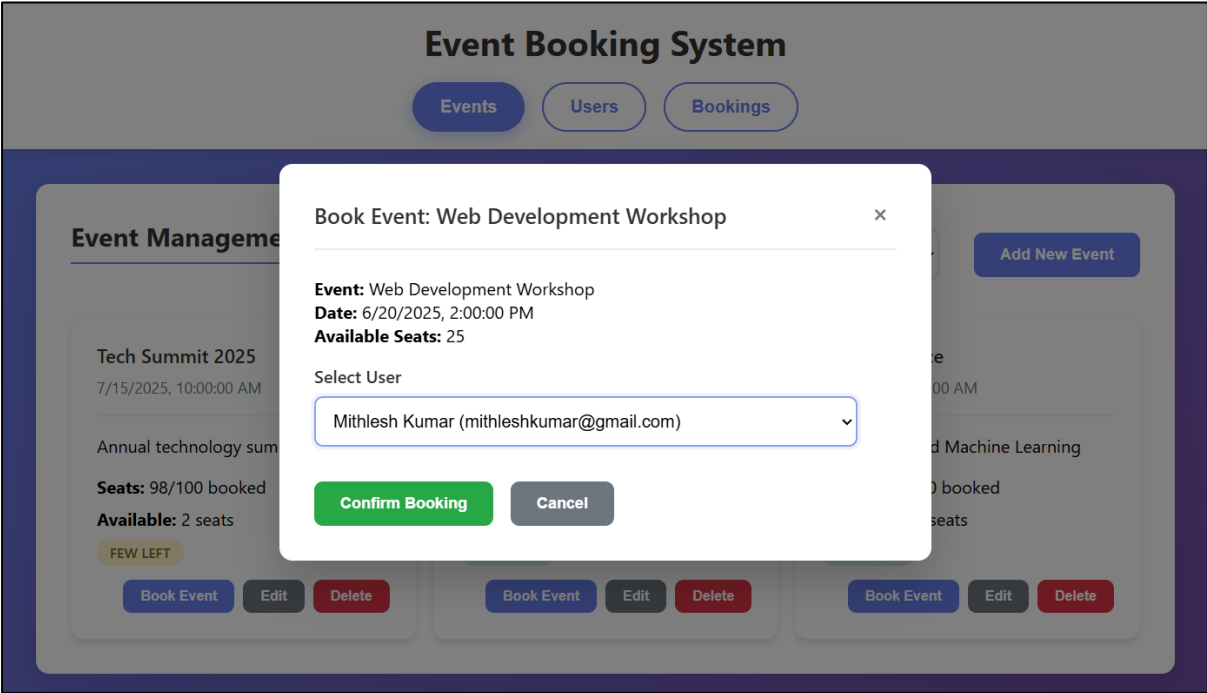 Event Booking System
Events Users Bookings
Event Manageme
Add New Event
Book Event: Web Development Workshop ×
Event: Web Development Workshop
Date: 6/20/2025, 2:00:00 PM
Available Seats: 25
Select User
Mithlesh Kumar (mithleshkumar@gmail.com)
Confirm Booking Cancel
Tech Summit 2025
7/15/2025, 10:00:00 AM
Annual technology sum
Seats: 98/100 booked
Available: 2 seats
FEW LEFT
Book Event Edit Delete
Book Event Edit Delete
00 AM
d Machine Learning
booked
seats
Book Event Edit Delete